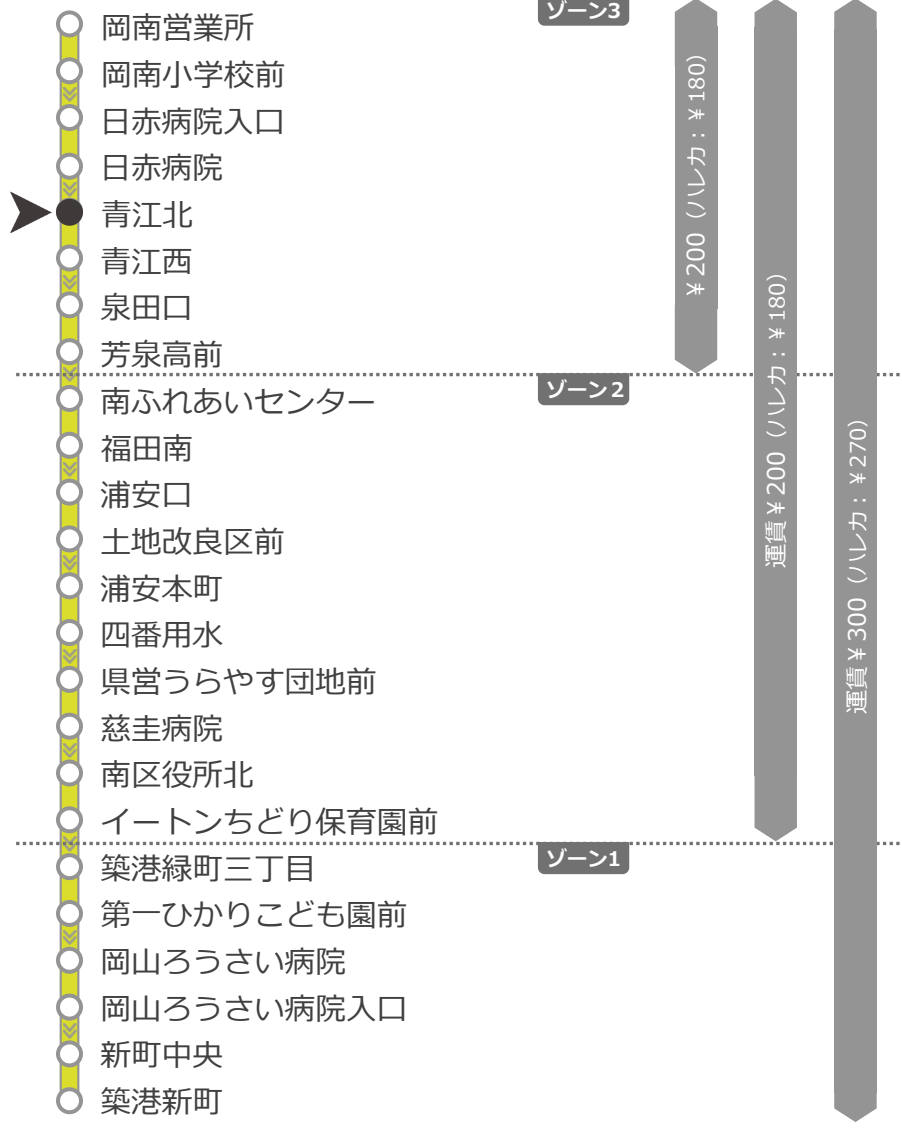 ゾーン3
岡南営業所
岡南小学校前
日赤病院入口
日赤病院
青江北
青江西
泉田口
芳泉高前
ゾーン2
南ふれあいセンター
福田南
浦安口
土地改良区前
浦安本町
四番用水
県営うらやす団地前
慈圭病院
南区役所北
イートンちどり保育園前
ゾーン1
築港緑町三丁目
第一ひかりこども園前
岡山ろうさい病院
岡山ろうさい病院入口
新町中央
築港新町
¥200（ハレカ：¥180）
運賃¥200（ハレカ：¥180）
運賃¥300（ハレカ：¥270）